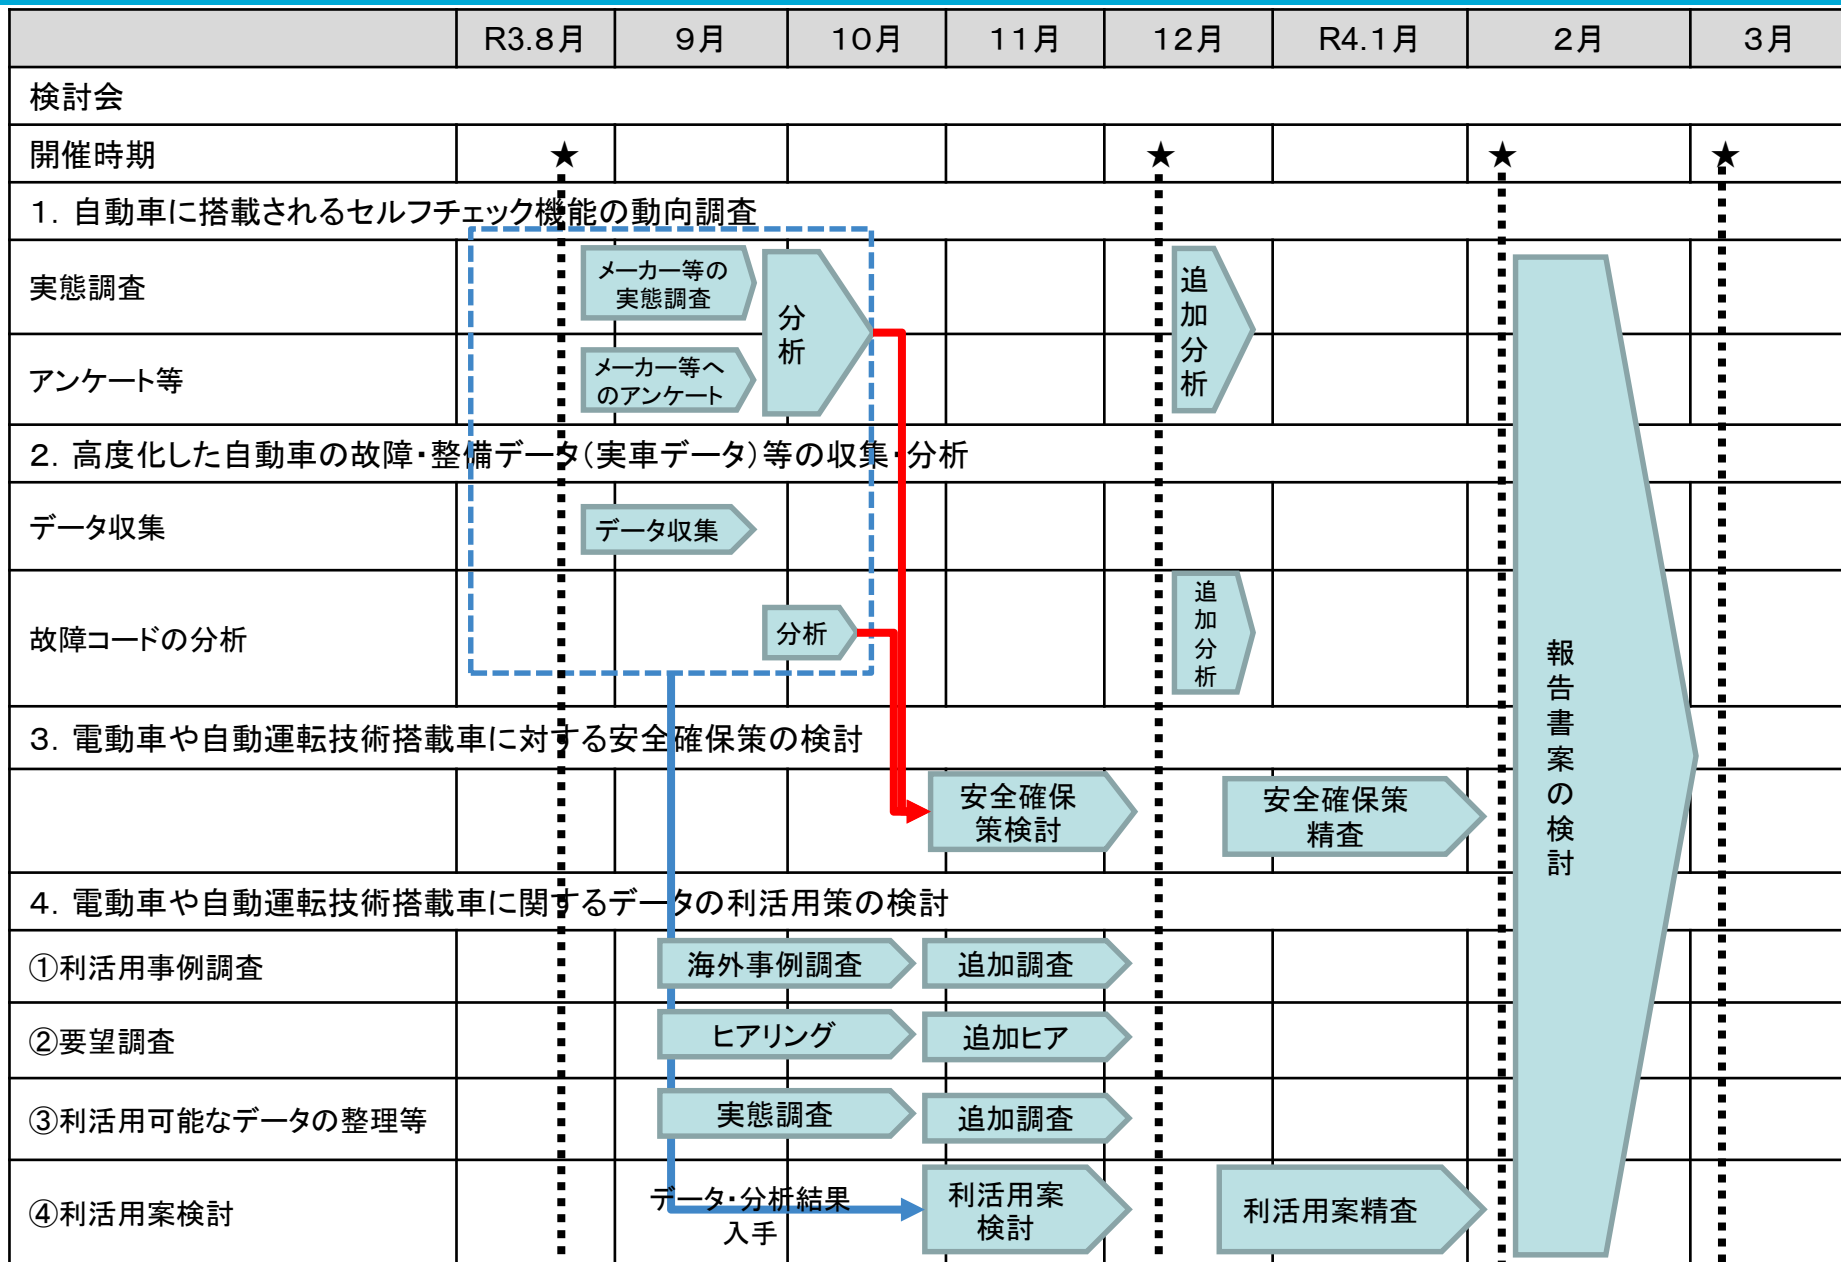 R3.8月 9月 10月 11月 12月 R4.1月 2月 3月
検討会
開催時期 ★ ★ ★ ★
1．自動車に搭載されるセルフチェック機能の動向調査
実態調査
メーカー等の
実態調査
分析
追加分析
アンケート等
メーカー等へ
のアンケート
2．高度化した自動車の故障・整備データ（実車データ）等の収集・分析
データ収集
データ収集
故障コードの分析
分析
追加分析
報告書案の検討
3．電動車や自動運転技術搭載車に対する安全確保策の検討
安全確保
策検討
安全確保策
精査
4．電動車や自動運転技術搭載車に関するデータの利活用策の検討
①利活用事例調査 海外事例調査 追加調査
②要望調査 ヒアリング 追加ヒア
③利活用可能なデータの整理等 実態調査 追加調査
④利活用案検討
データ・分析結果
入手
利活用案
検討
利活用案精査